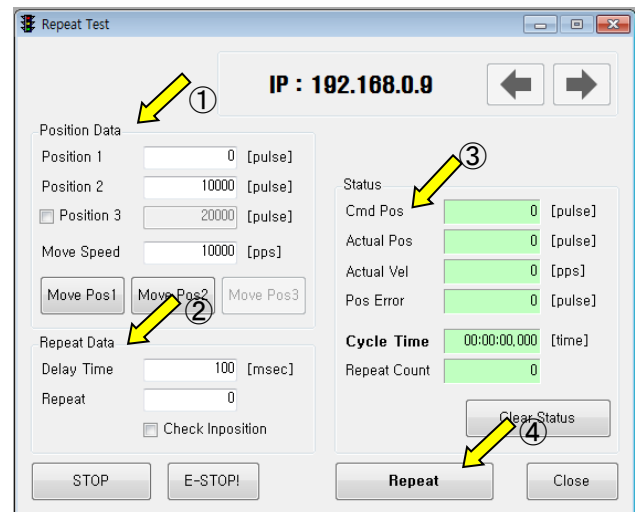 Repeat Test
IP : 192.168.0.9
①
Position Data
Position 1 0 [pulse]
Position 2 10000 [pulse]
Position 3 20000 [pulse]
Move Speed 10000 [pps]
Move Pos1 Move Pos2 Move Pos3
②
Repeat Data
Delay Time 100 [msec]
Repeat 0
Check Inposition
③
Status
Cmd Pos 0 [pulse]
Actual Pos 0 [pulse]
Actual Vel 0 [pps]
Pos Error 0 [pulse]
Cycle Time 00:00:00,000 [time]
Repeat Count 0
Clear Status
④
STOP E-STOP! Repeat Close